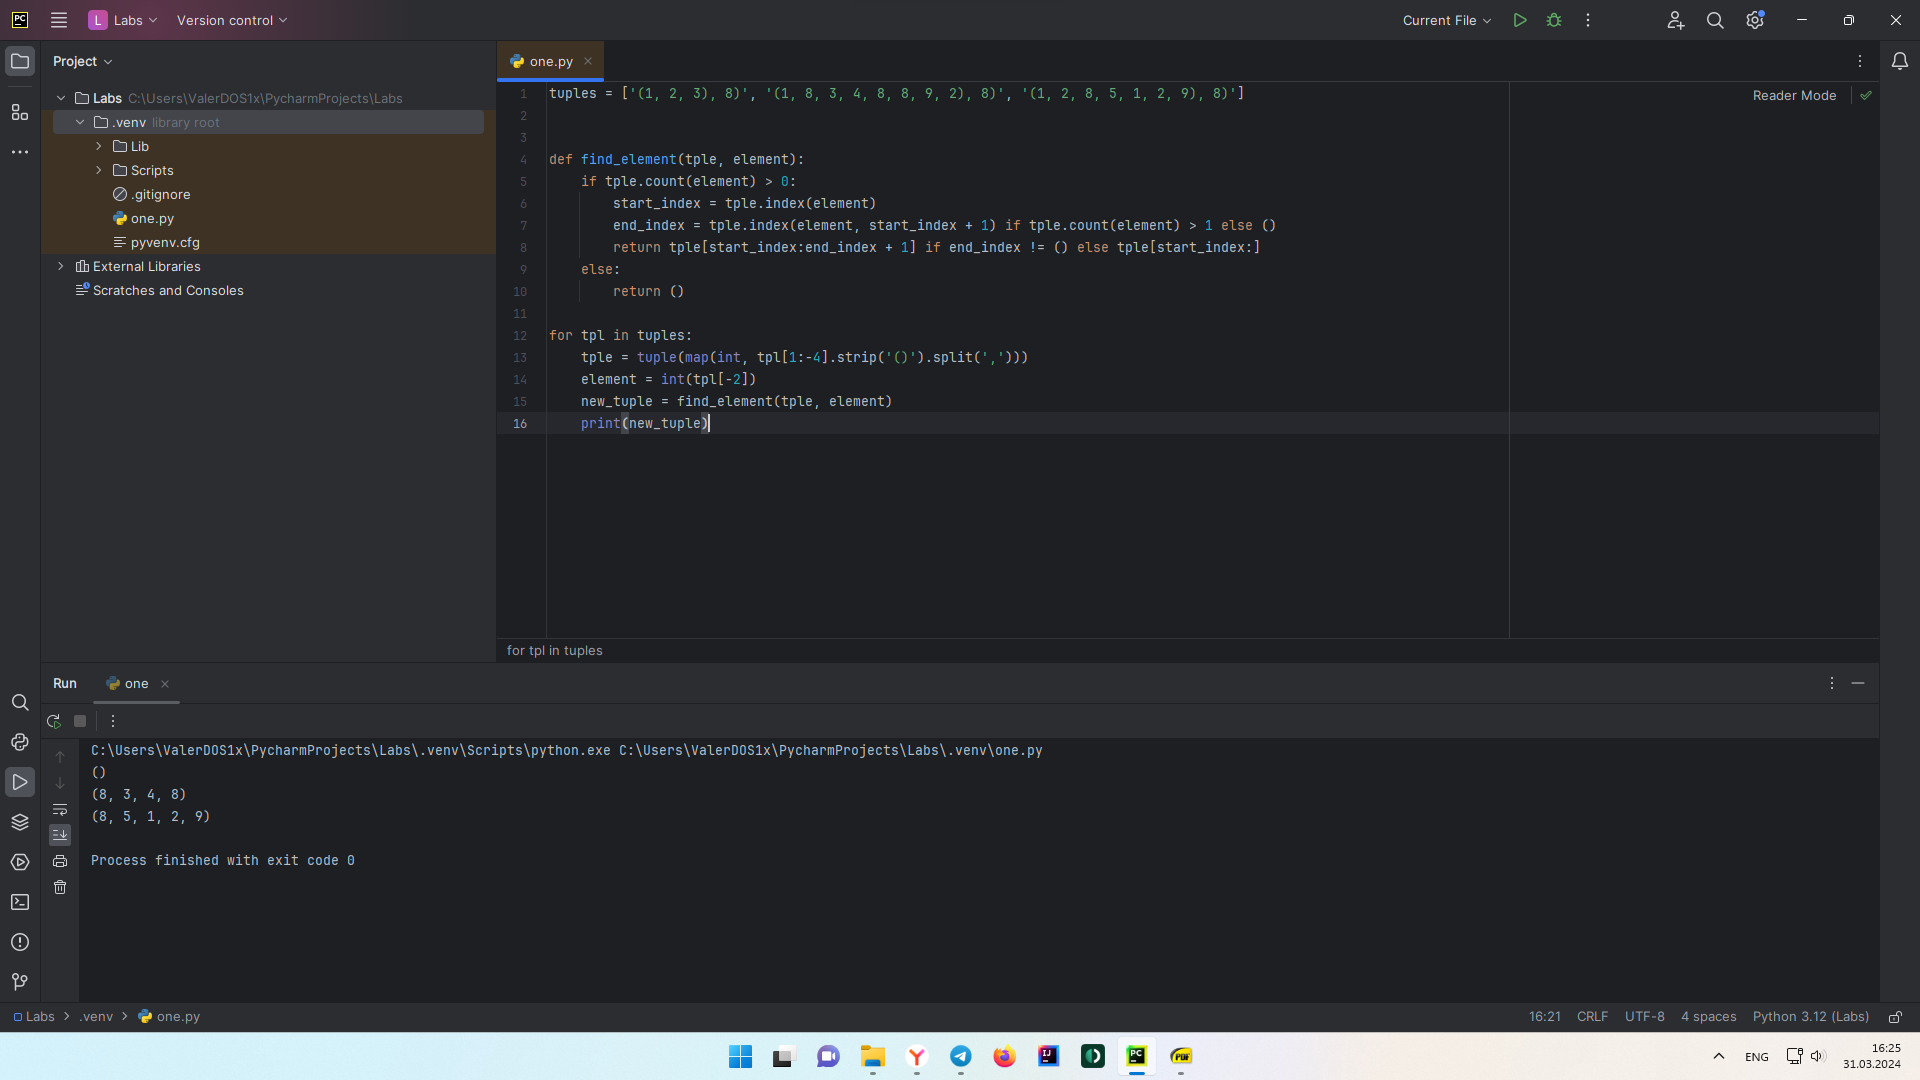 PC
L Labs Version control
Current File
Project
Labs C:\Users\ValerDOS1x\PycharmProjects\Labs
.venv library root
Lib
Scripts
.gitignore
one.py
pyvenv.cfg
External Libraries
Scratches and Consoles
one.py
Reader Mode
1 tuples = ['(1, 2, 3), 8)', '(1, 8, 3, 4, 8, 8, 9, 2), 8)', '(1, 2, 8, 5, 1, 2, 9), 8)']
2
3
4 def find_element(tple, element):
5 if tple.count(element) > 0:
6 start_index = tple.index(element)
7 end_index = tple.index(element, start_index + 1) if tple.count(element) > 1 else ()
8 return tple[start_index:end_index + 1] if end_index != () else tple[start_index:]
9 else:
10 return ()
11
12 for tpl in tuples:
13 tple = tuple(map(int, tpl[1:-4].strip('()').split(',')))
14 element = int(tpl[-2])
15 new_tuple = find_element(tple, element)
16 print(new_tuple)
for tpl in tuples
Run one
C:\Users\ValerDOS1x\PycharmProjects\Labs\.venv\Scripts\python.exe C:\Users\ValerDOS1x\PycharmProjects\Labs\.venv\one.py
()
(8, 3, 4, 8)
(8, 5, 1, 2, 9)
Process finished with exit code 0
Labs > .venv > one.py
16:21 CRLF UTF-8 4 spaces Python 3.12 (Labs)
Y IJ PC PDF
ENG
16:25
31.03.2024